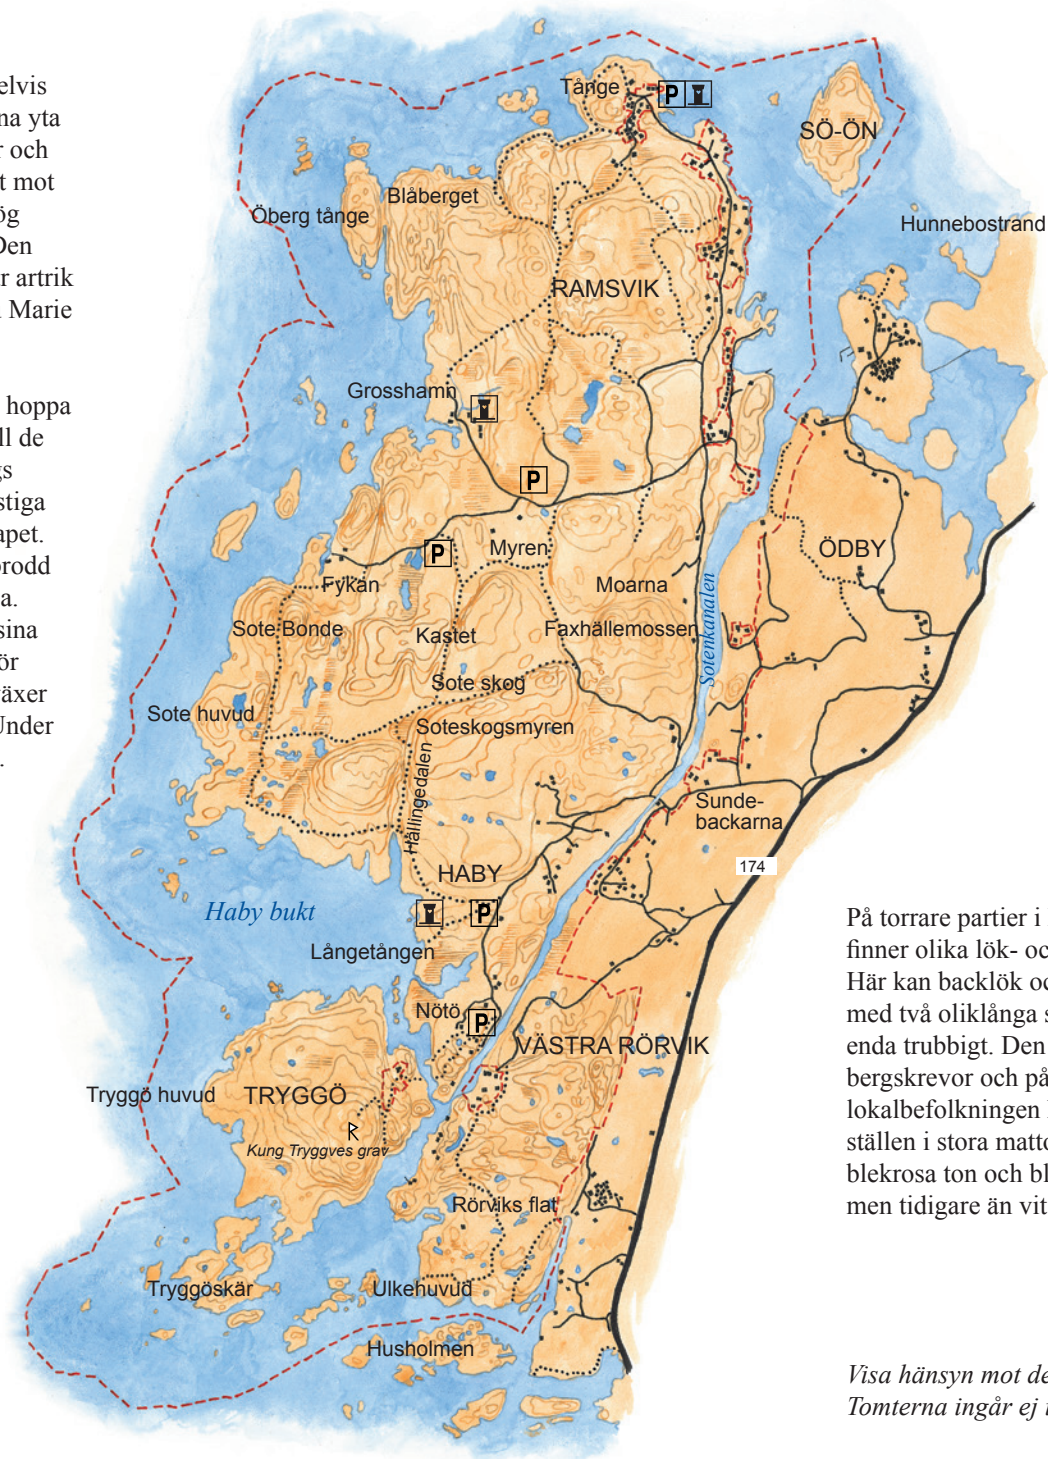 elvis
na yta
r och
t mot
ög
Den
r artrik
Marie
hoppa
ll de
gs
stiga
apet.
prodd
a.
sina
ör
växer
Under
.
Tånge
P
SÖ-ÖN
Blåberget
Öberg tånge
Hunnebostrand
RAMSVIK
Grosshamn
P
P
Myren
ÖDBY
Fykan
Moarna
Sotenkanalen
Sote Bonde
Kastet
Faxhällemossen
Sote skog
Sote huvud
Soteskogsmyren
Hållingedalen
Sunde-
backarna
174
HABY
Haby bukt
P
Långetången
Nötö
P
VÄSTRA RÖRVIK
Tryggö huvud
TRYGGÖ
R
Kung Tryggves grav
Rörviks flat
Tryggöskär
Ulkehuvud
Husholmen
På torrare partier i
finner olika lök- oc
Här kan backlök oc
med två oliklånga s
enda trubbigt. Den
bergskrevor och på
lokalbefolkningen
ställen i stora matto
blekrosa ton och bl
men tidigare än vit
Visa hänsyn mot de
Tomterna ingår ej i